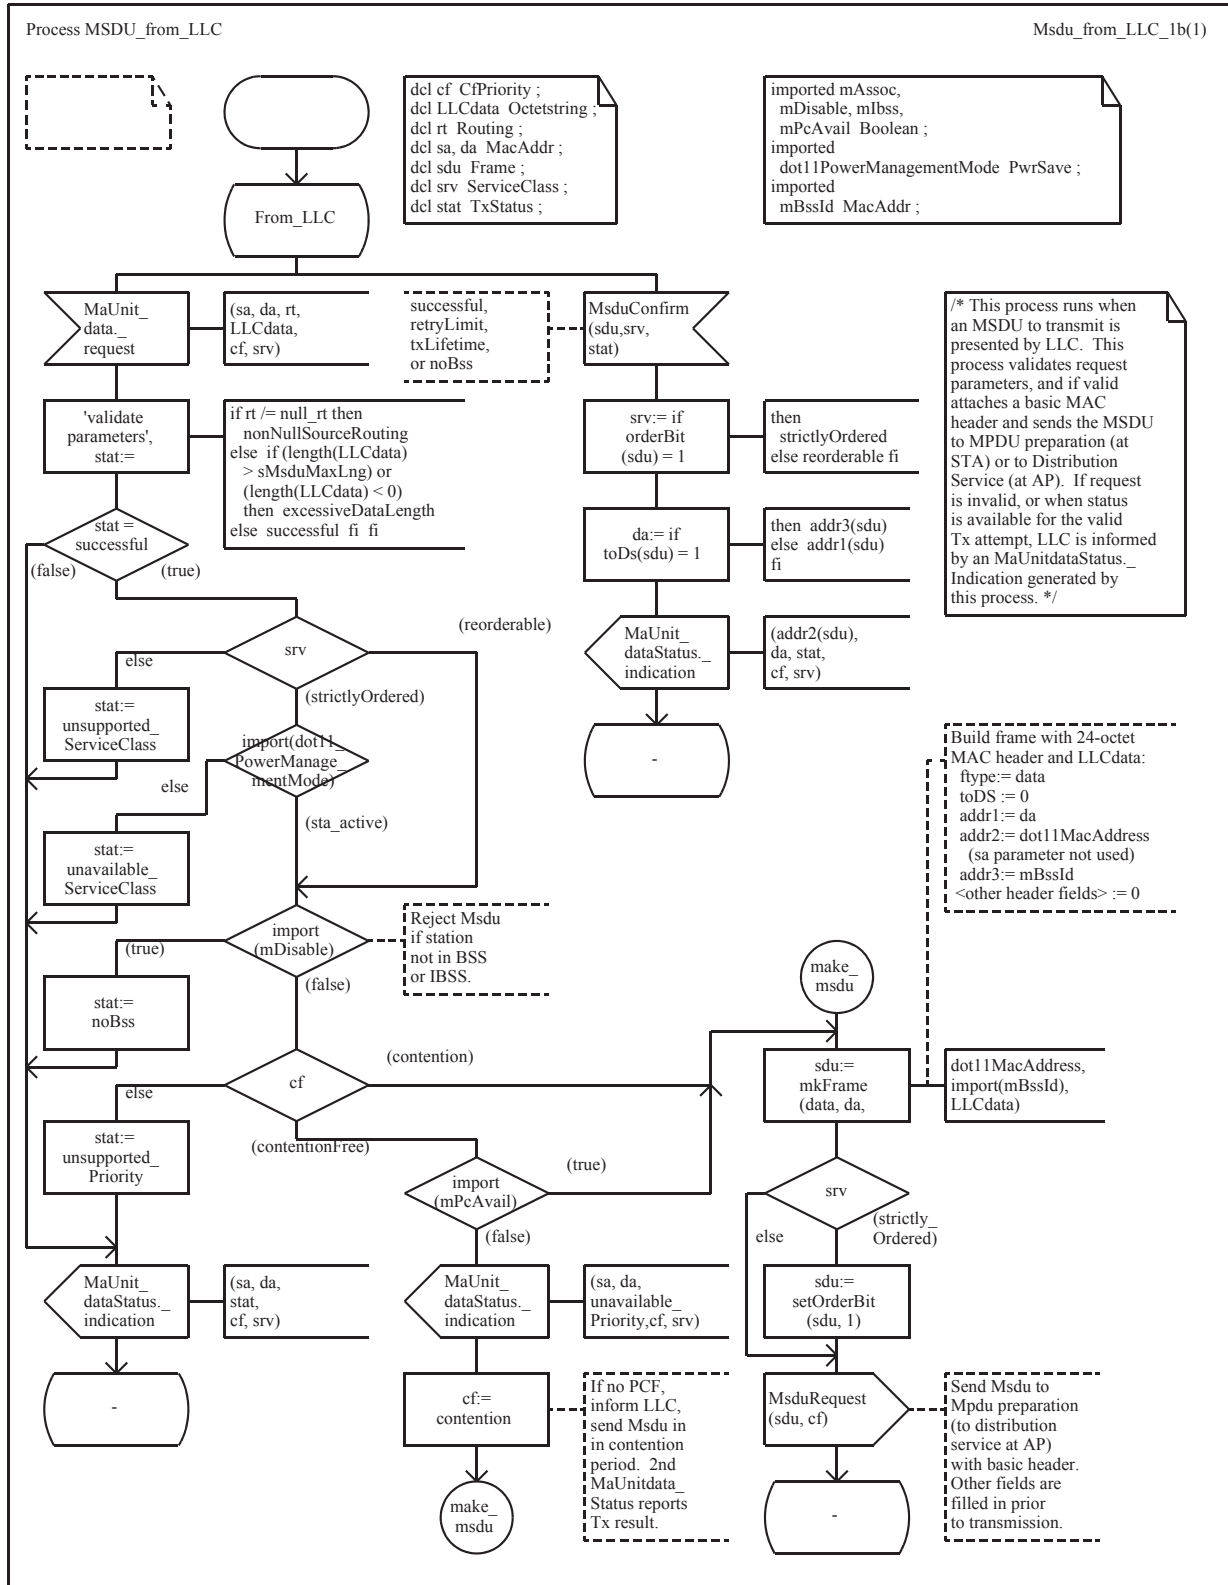 Process MSDU_from_LLC
Msdu_from_LLC_1b(1)
dcl cf  CfPriority ;
dcl LLCdata  Octetstring ;
dcl rt  Routing ;
dcl sa, da  MacAddr ;
dcl sdu  Frame ;
dcl srv  ServiceClass ;
dcl stat  TxStatus ;
imported mAssoc,
mDisable, mIbss,
mPcAvail  Boolean ;
imported
dot11PowerManagementMode  PwrSave ;
imported
mBssId  MacAddr ;
From_LLC
MaUnit_
data._
request
(sa, da, rt,
LLCdata,
cf, srv)
successful,
retryLimit,
txLifetime,
or noBss
MsduConfirm
(sdu,srv,
stat)
/* This process runs when
an MSDU to transmit is
presented by LLC.  This
process validates request
parameters, and if valid
attaches a basic MAC
header and sends the MSDU
to MPDU preparation (at
STA) or to Distribution
Service (at AP).  If request
is invalid, or when status
is available for the valid
Tx attempt, LLC is informed
by an MaUnitdataStatus._
Indication generated by
this process. */
'validate
parameters',
stat:=
if rt /= null_rt then
nonNullSourceRouting
else  if (length(LLCdata)
> sMsduMaxLng) or
(length(LLCdata) < 0)
then  excessiveDataLength
else  successful  fi  fi
srv:= if
orderBit
(sdu) = 1
then
strictlyOrdered
else reorderable fi
stat =
successful
(false)
(true)
da:= if
toDs(sdu) = 1
then  addr3(sdu)
else  addr1(sdu)
fi
srv
(reorderable)
else
(strictlyOrdered)
MaUnit_
dataStatus._
indication
(addr2(sdu),
da, stat,
cf, srv)
stat:=
unsupported_
ServiceClass
import(dot11_
PowerManage_
mentMode)
else
(sta_active)
-
Build frame with 24-octet
MAC header and LLCdata:
ftype:= data
toDS := 0
addr1:= da
addr2:= dot11MacAddress
(sa parameter not used)
addr3:= mBssId
<other header fields> := 0
stat:=
unavailable_
ServiceClass
import
(mDisable)
(true)
(false)
Reject Msdu
if station
not in BSS
or IBSS.
stat:=
noBss
make_
msdu
cf
(contention)
else
(contentionFree)
sdu:=
mkFrame
(data, da,
dot11MacAddress,
import(mBssId),
LLCdata)
stat:=
unsupported_
Priority
import
(mPcAvail)
(true)
(false)
srv
else
(strictly_
Ordered)
MaUnit_
dataStatus._
indication
(sa, da,
stat,
cf, srv)
MaUnit_
dataStatus._
indication
(sa, da,
unavailable_
Priority,cf, srv)
sdu:=
setOrderBit
(sdu, 1)
-
cf:=
contention
If no PCF,
inform LLC,
send Msdu in
in contention
period.  2nd
MaUnitdata_
Status reports
Tx result.
MsduRequest
(sdu, cf)
Send Msdu to
Mpdu preparation
(to distribution
service at AP)
with basic header.
Other fields are
filled in prior
to transmission.
make_
msdu
-